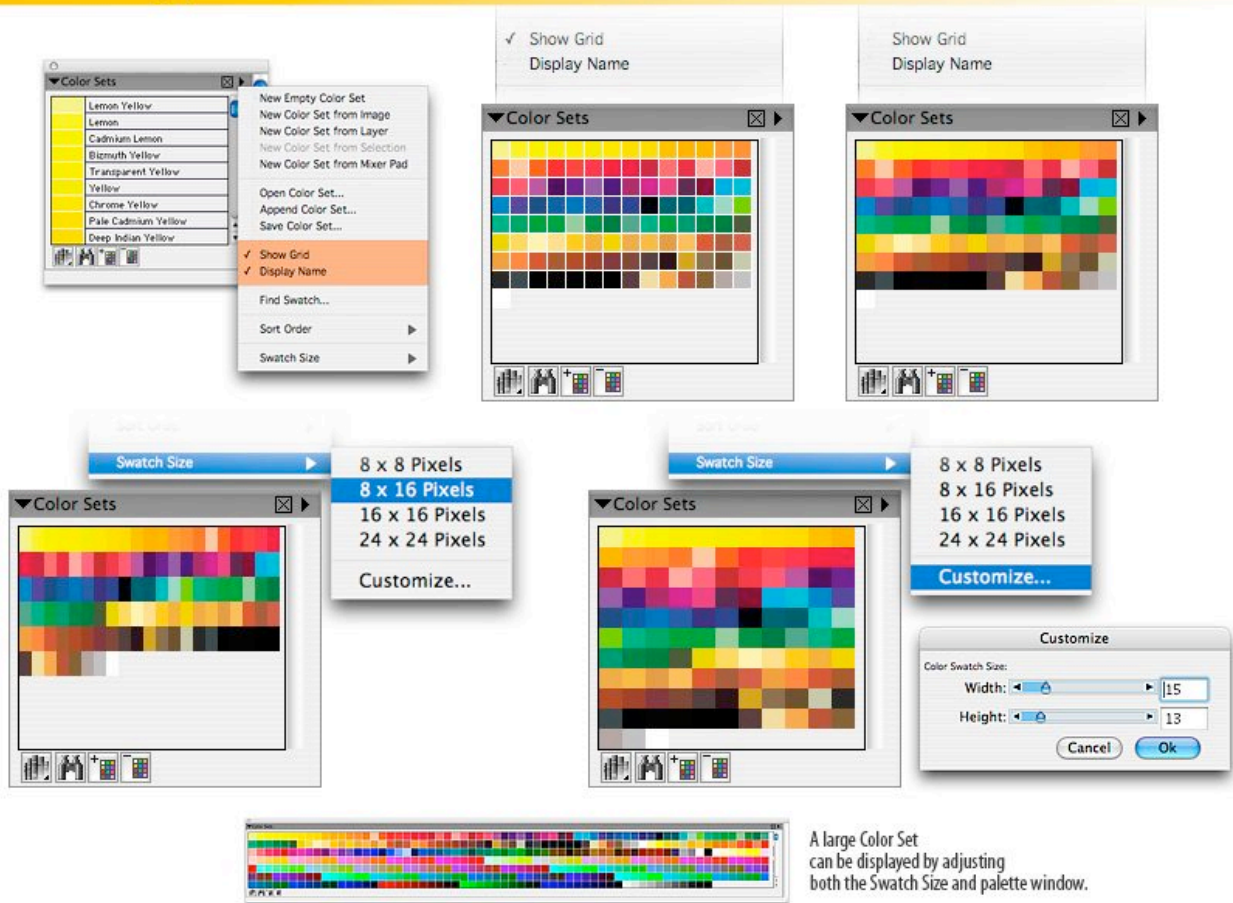 Color Sets
Lemon Yellow
Lemon
Cadmium Lemon
Bizmuth Yellow
Transparent Yellow
Yellow
Chrome Yellow
Pale Cadmium Yellow
Deep Indian Yellow
New Empty Color Set
New Color Set from Image
New Color Set from Layer
New Color Set from Selection
New Color Set from Mixer Pad
Open Color Set...
Append Color Set...
Save Color Set...
✓ Show Grid
✓ Display Name
Find Swatch...
Sort Order
Swatch Size
✓ Show Grid
Display Name
Color Sets
Show Grid
Display Name
Color Sets
Sort Order
Swatch Size
8 x 8 Pixels
8 x 16 Pixels
16 x 16 Pixels
24 x 24 Pixels
Customize...
Color Sets
Sort Order
Swatch Size
8 x 8 Pixels
8 x 16 Pixels
16 x 16 Pixels
24 x 24 Pixels
Customize...
Color Sets
Customize
Color Swatch Size:
Width: 15
Height: 13
Cancel Ok
Color Sets
A large Color Set
can be displayed by adjusting
both the Swatch Size and palette window.